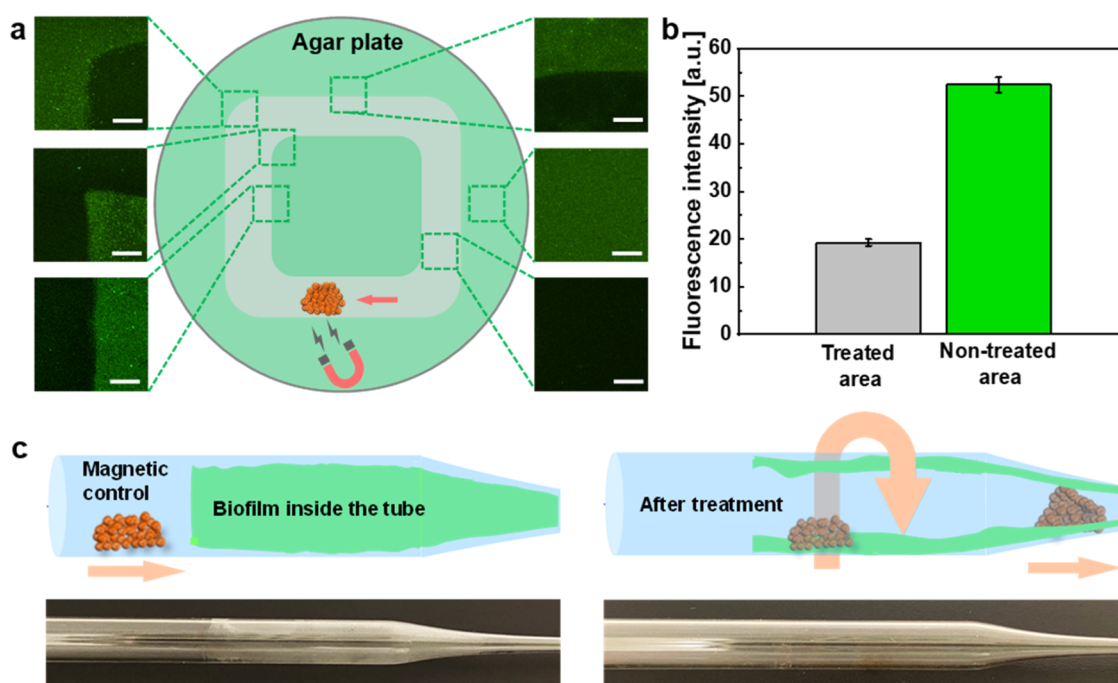 a
Agar plate
b
Fluorescence intensity [a.u.]
60
50
40
30
20
10
0
Treated
area
Non-treated
area
c
Magnetic
control
Biofilm inside the tube
After treatment